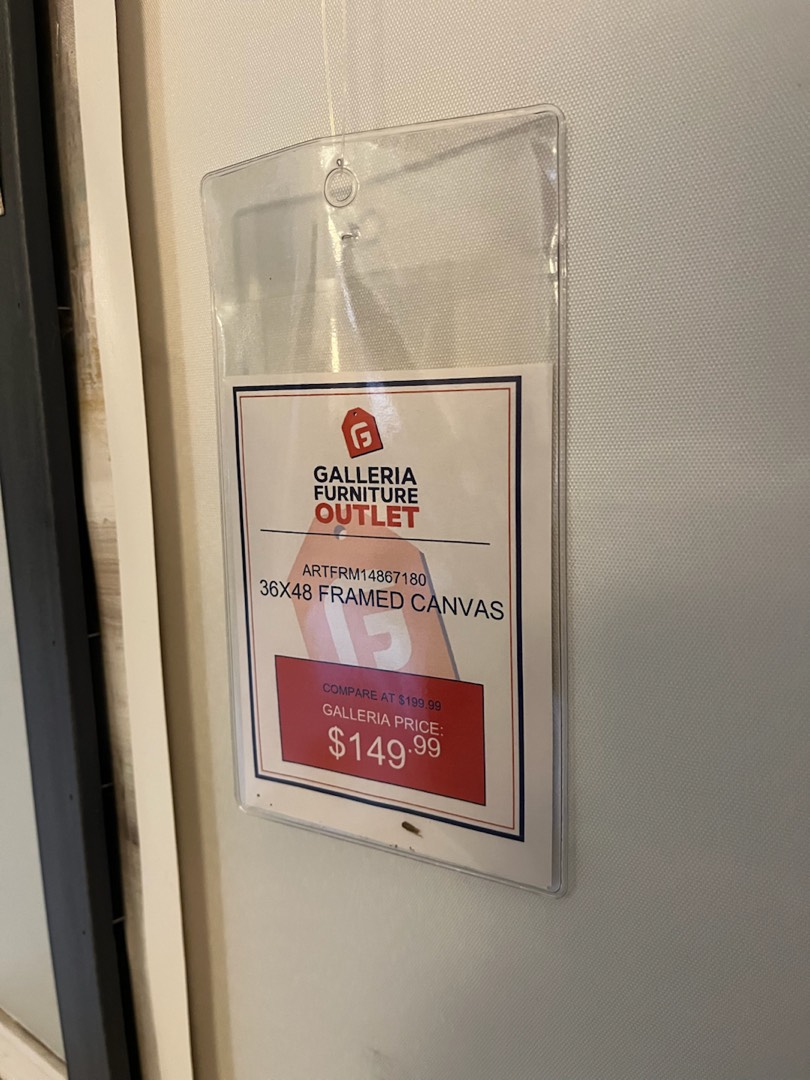 GALLERIA
FURNITURE
OUTLET
ARTFRM14867180
36X48 FRAMED CANVAS
COMPARE AT $199.99
GALLERIA PRICE:
$149.99